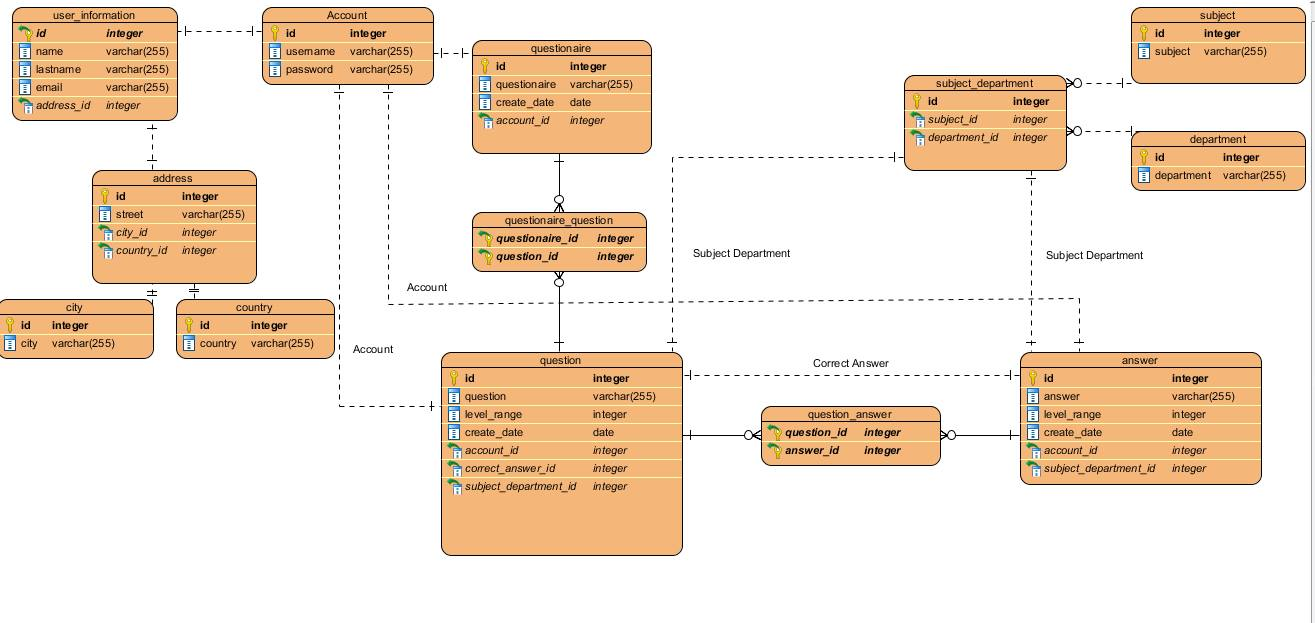 user_information
id integer
name varchar(255)
lastname varchar(255)
email varchar(255)
address_id integer
Account
id integer
username varchar(255)
password varchar(255)
questionaire
id integer
questionaire varchar(255)
create_date date
account_id integer
subject_department
id integer
subject_id integer
department_id integer
subject
id integer
subject varchar(255)
department
id integer
department varchar(255)
address
id integer
street varchar(255)
city_id integer
country_id integer
questionaire_question
questionaire_id integer
question_id integer
Subject Department
Subject Department
Account
city
id integer
city varchar(255)
country
id integer
country varchar(255)
Account
question
id integer
question varchar(255)
level_range integer
create_date date
account_id integer
correct_answer_id integer
subject_department_id integer
Correct Answer
question_answer
question_id integer
answer_id integer
answer
id integer
answer varchar(255)
level_range integer
create_date date
account_id integer
subject_department_id integer